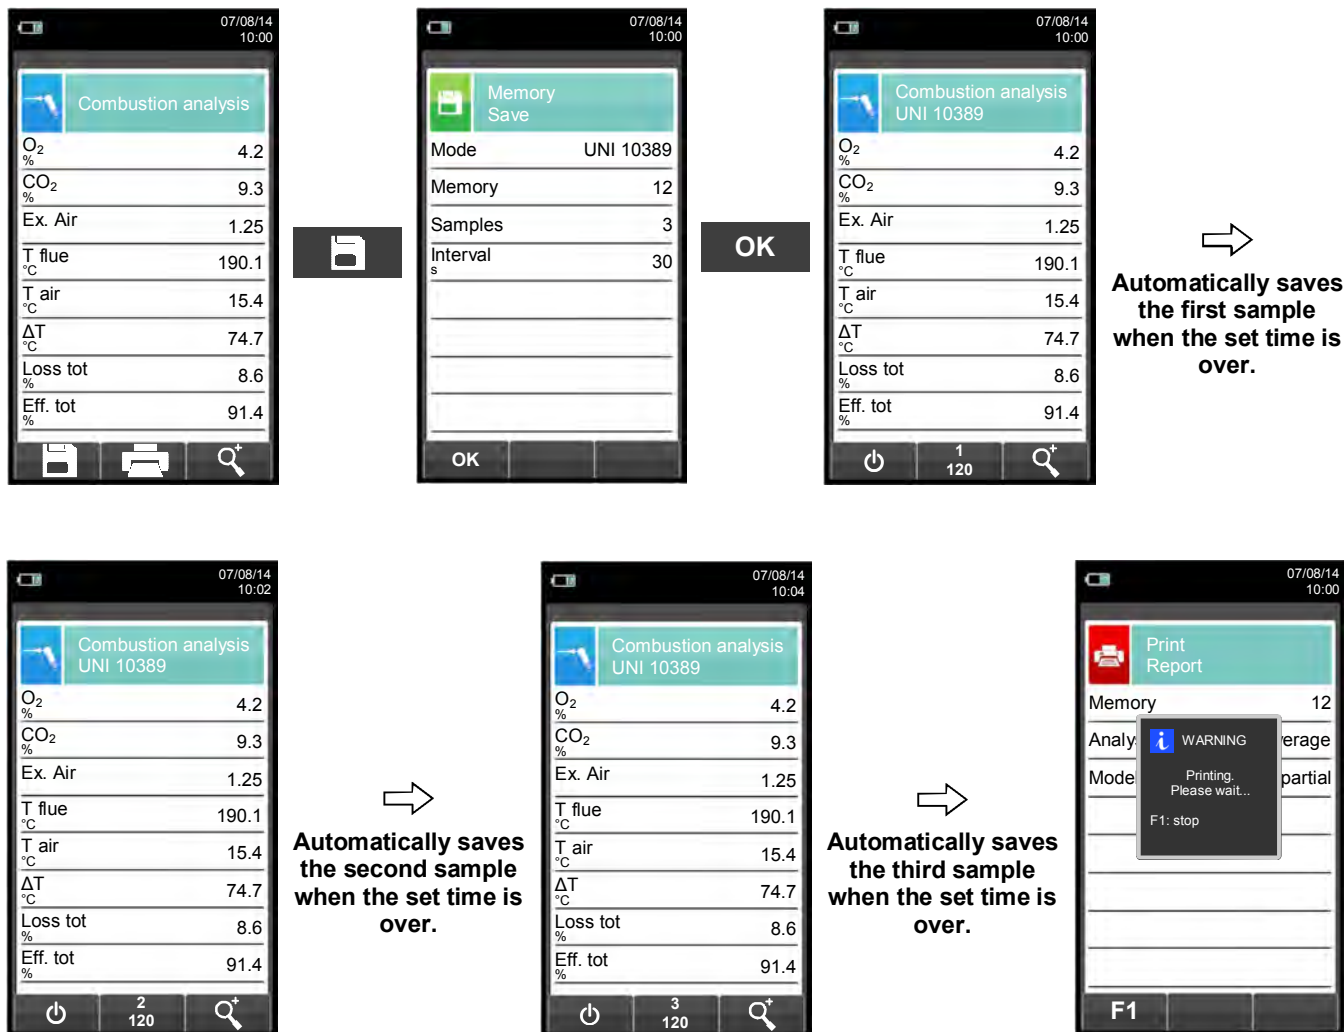 07/08/14
10:00
Combustion analysis
O2
%
4.2
CO2
%
9.3
Ex. Air
1.25
T flue
°C
190.1
T air
°C
15.4
ΔT
°C
74.7
Loss tot
%
8.6
Eff. tot
%
91.4
07/08/14
10:00
Memory
Save
Mode UNI 10389
Memory 12
Samples 3
Interval
s
30
OK
OK
07/08/14
10:00
Combustion analysis
UNI 10389
O2
%
4.2
CO2
%
9.3
Ex. Air
1.25
T flue
°C
190.1
T air
°C
15.4
ΔT
°C
74.7
Loss tot
%
8.6
Eff. tot
%
91.4
1
120
Automatically saves
the first sample
when the set time is
over.
07/08/14
10:02
Combustion analysis
UNI 10389
O2
%
4.2
CO2
%
9.3
Ex. Air
1.25
T flue
°C
190.1
T air
°C
15.4
ΔT
°C
74.7
Loss tot
%
8.6
Eff. tot
%
91.4
2
120
Automatically saves
the second sample
when the set time is
over.
07/08/14
10:04
Combustion analysis
UNI 10389
O2
%
4.2
CO2
%
9.3
Ex. Air
1.25
T flue
°C
190.1
T air
°C
15.4
ΔT
°C
74.7
Loss tot
%
8.6
Eff. tot
%
91.4
3
120
Automatically saves
the third sample
when the set time is
over.
07/08/14
10:00
Print
Report
Memory 12
Analy erage
Mode partial
i WARNING
Printing.
Please wait...
F1: stop
F1